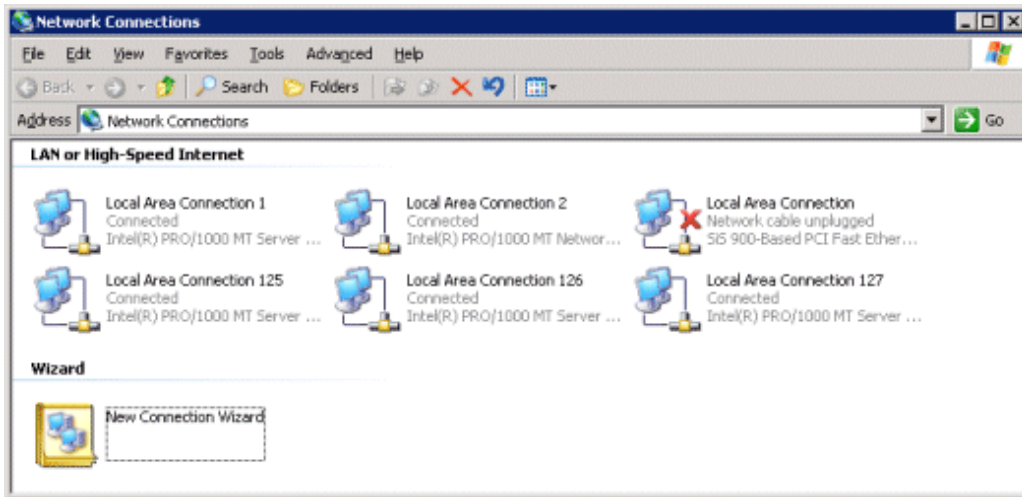 Network Connections
File Edit View Favorites Tools Advanced Help
Back Search Folders
Address Network Connections Go
LAN or High-Speed Internet
Local Area Connection 1
Connected
Intel(R) PRO/1000 MT Server ...
Local Area Connection 2
Connected
Intel(R) PRO/1000 MT Networ...
Local Area Connection
Network cable unplugged
SiS 900-Based PCI Fast Ether...
Local Area Connection 125
Connected
Intel(R) PRO/1000 MT Server ...
Local Area Connection 126
Connected
Intel(R) PRO/1000 MT Server ...
Local Area Connection 127
Connected
Intel(R) PRO/1000 MT Server ...
Wizard
New Connection Wizard